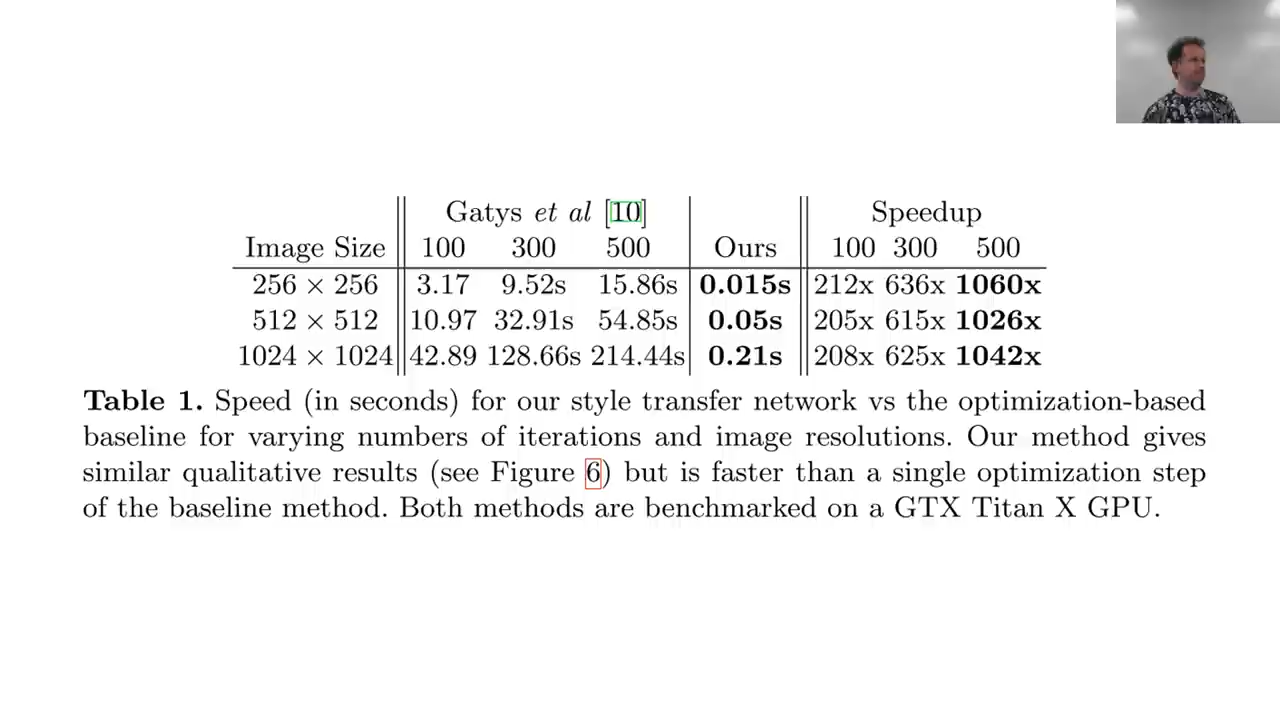 Gatys et al [10] Speedup
Image Size 100 300 500 Ours 100 300 500
256 × 256 3.17 9.52s 15.86s 0.015s 212x 636x 1060x
512 × 512 10.97 32.91s 54.85s 0.05s 205x 615x 1026x
1024 × 1024 42.89 128.66s 214.44s 0.21s 208x 625x 1042x
Table 1. Speed (in seconds) for our style transfer network vs the optimization-based
baseline for varying numbers of iterations and image resolutions. Our method gives
similar qualitative results (see Figure 6) but is faster than a single optimization step
of the baseline method. Both methods are benchmarked on a GTX Titan X GPU.